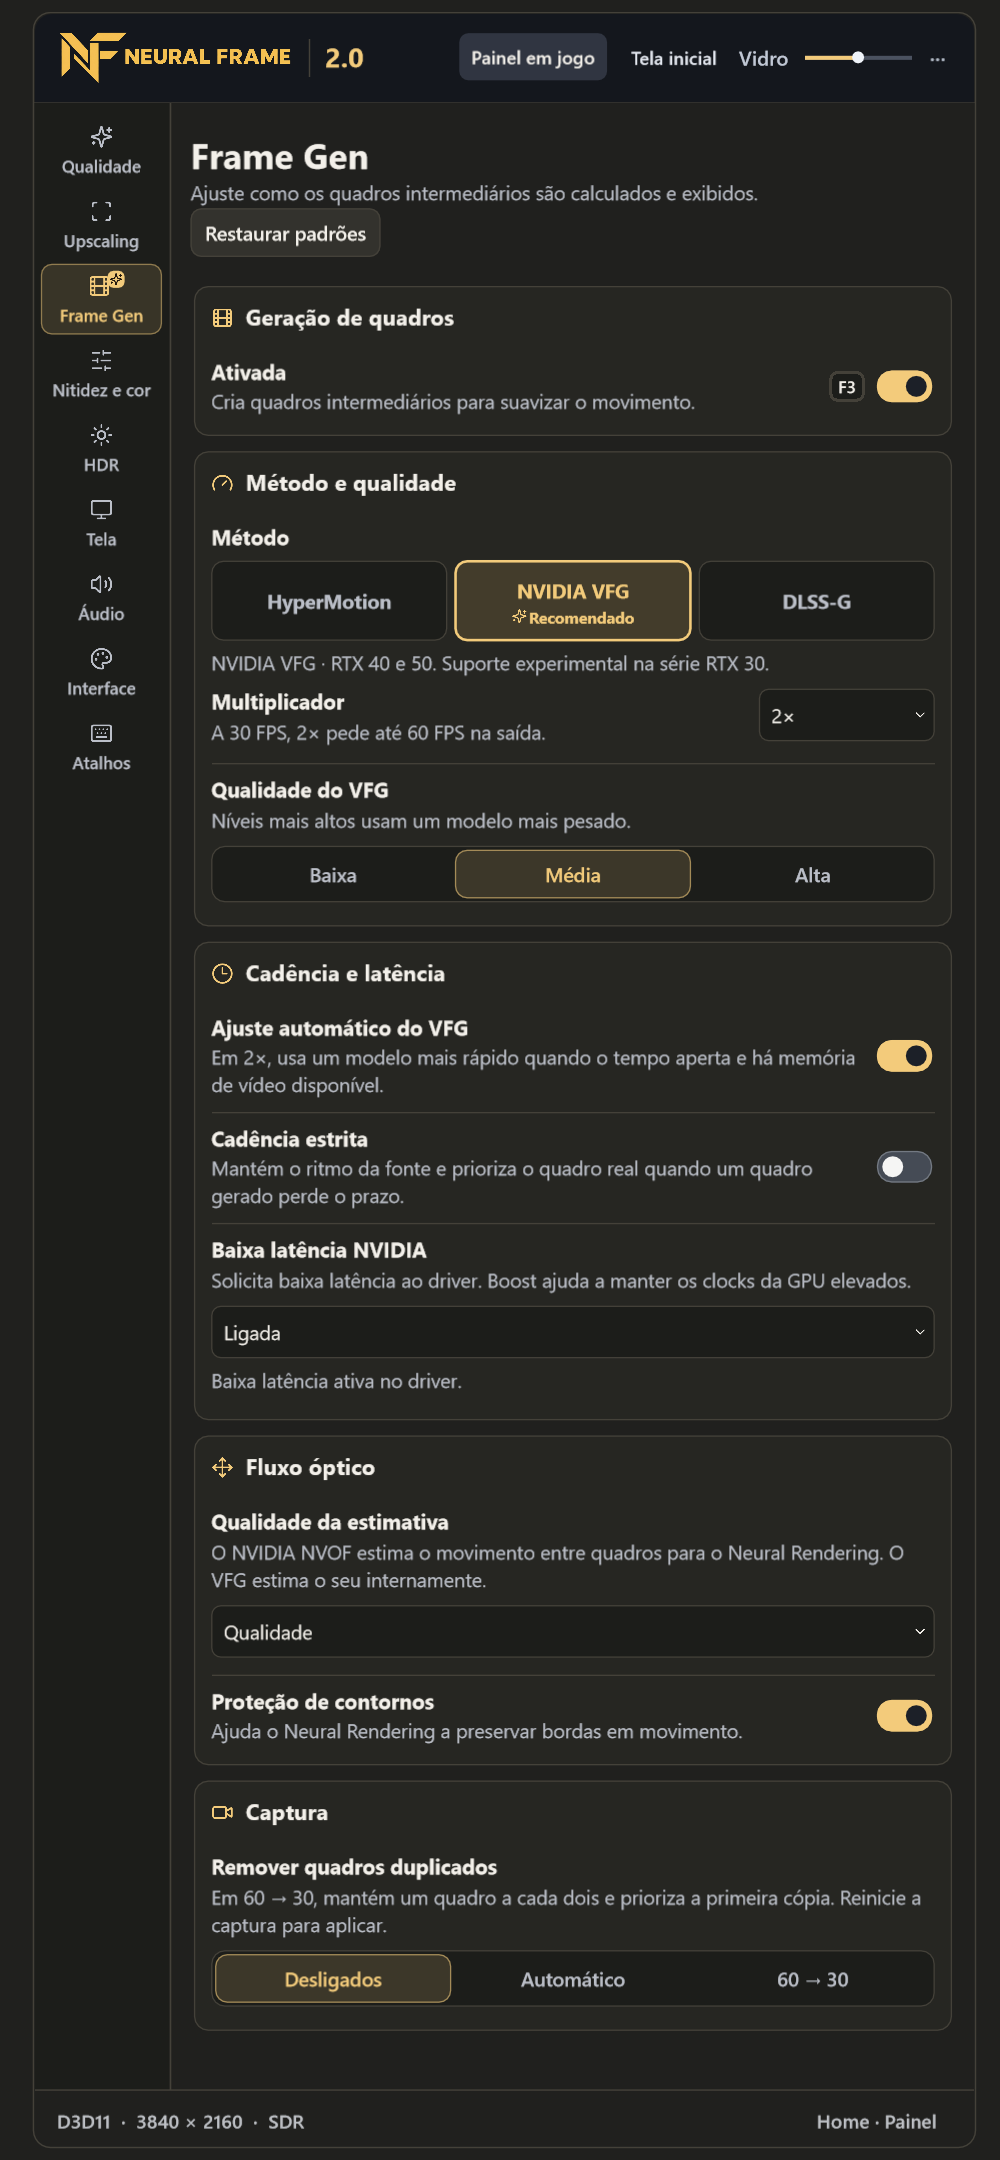 NEURAL FRAME
2.0
Painel em jogo
Tela inicial
Vidro
...
Qualidade
Upscaling
Frame Gen
Nitidez e cor
HDR
Tela
Áudio
Interface
Atalhos
Frame Gen
Ajuste como os quadros intermediários são calculados e exibidos.
Restaurar padrões
Geração de quadros
Ativada
Cria quadros intermediários para suavizar o movimento.
F3
Método e qualidade
Método
HyperMotion
NVIDIA VFG
Recomendado
DLSS-G
NVIDIA VFG · RTX 40 e 50. Suporte experimental na série RTX 30.
Multiplicador
A 30 FPS, 2× pede até 60 FPS na saída.
2×
Qualidade do VFG
Níveis mais altos usam um modelo mais pesado.
Baixa
Média
Alta
Cadência e latência
Ajuste automático do VFG
Em 2×, usa um modelo mais rápido quando o tempo aperta e há memória
de vídeo disponível.
Cadência estrita
Mantém o ritmo da fonte e prioriza o quadro real quando um quadro
gerado perde o prazo.
Baixa latência NVIDIA
Solicita baixa latência ao driver. Boost ajuda a manter os clocks da GPU elevados.
Ligada
Baixa latência ativa no driver.
Fluxo óptico
Qualidade da estimativa
O NVIDIA NVOF estima o movimento entre quadros para o Neural Rendering. O
VFG estima o seu internamente.
Qualidade
Proteção de contornos
Ajuda o Neural Rendering a preservar bordas em movimento.
Captura
Remover quadros duplicados
Em 60 → 30, mantém um quadro a cada dois e prioriza a primeira cópia. Reinicie a
captura para aplicar.
Desligados
Automático
60 → 30
D3D11 · 3840 × 2160 · SDR
Home · Painel